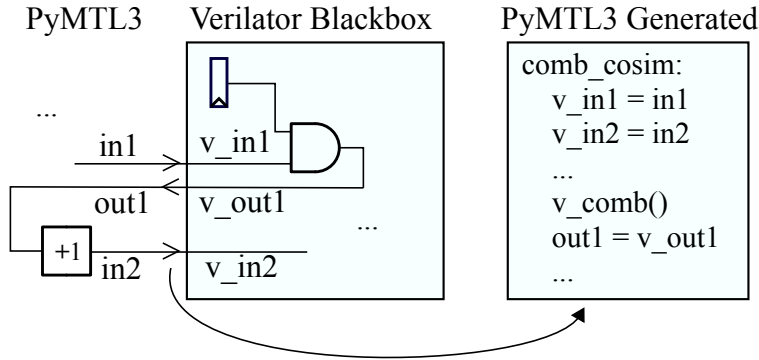 PyMTL3
Verilator Blackbox
PyMTL3 Generated
...
in1
v_in1
out1
v_out1
...
+1
in2
v_in2
comb_cosim:
v_in1 = in1
v_in2 = in2
...
v_comb()
out1 = v_out1
...